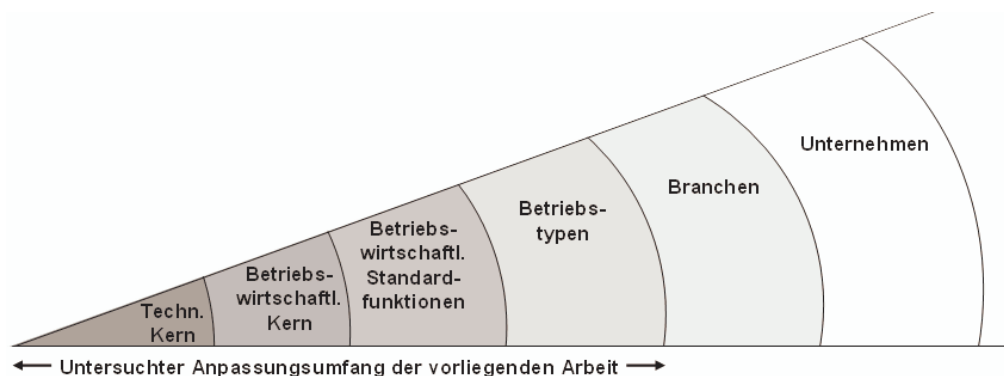 Techn.
Kern
Betriebs-
wirtschaftl.
Kern
Betriebs-
wirtschaftl.
Standard-
funktionen
Betriebs-
typen
Branchen
Unternehmen
Untersuchter Anpassungsumfang der vorliegenden Arbeit